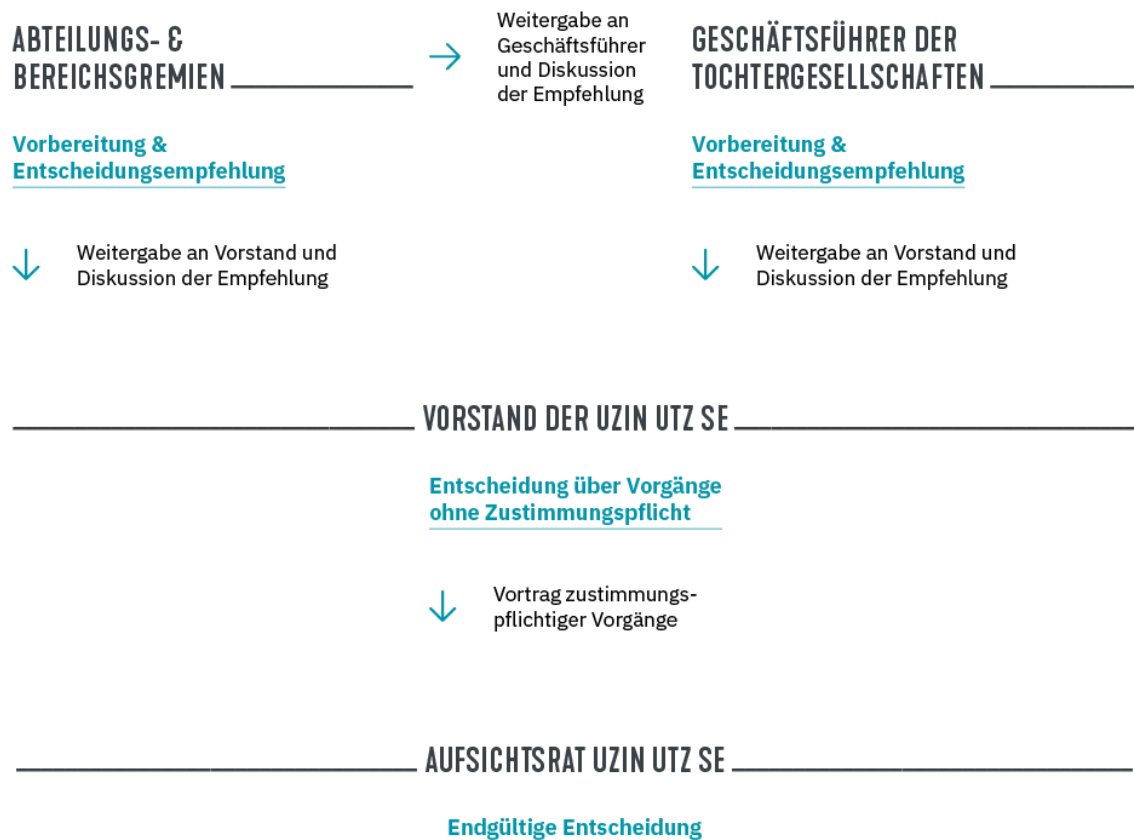 ABTEILUNGS- &
BEREICHSGREMIEN
Weitergabe an
Geschäftsführer
und Diskussion
der Empfehlung
GESCHÄFTSFÜHRER DER
TOCHTERGESELLSCHAFTEN
Vorbereitung &
Entscheidungsempfehlung
Vorbereitung &
Entscheidungsempfehlung
Weitergabe an Vorstand und
Diskussion der Empfehlung
Weitergabe an Vorstand und
Diskussion der Empfehlung
VORSTAND DER UZIN UTZ SE
Entscheidung über Vorgänge
ohne Zustimmungspflicht
Vortrag zustimmungs-
pflichtiger Vorgänge
AUFSICHTSRAT UZIN UTZ SE
Endgültige Entscheidung